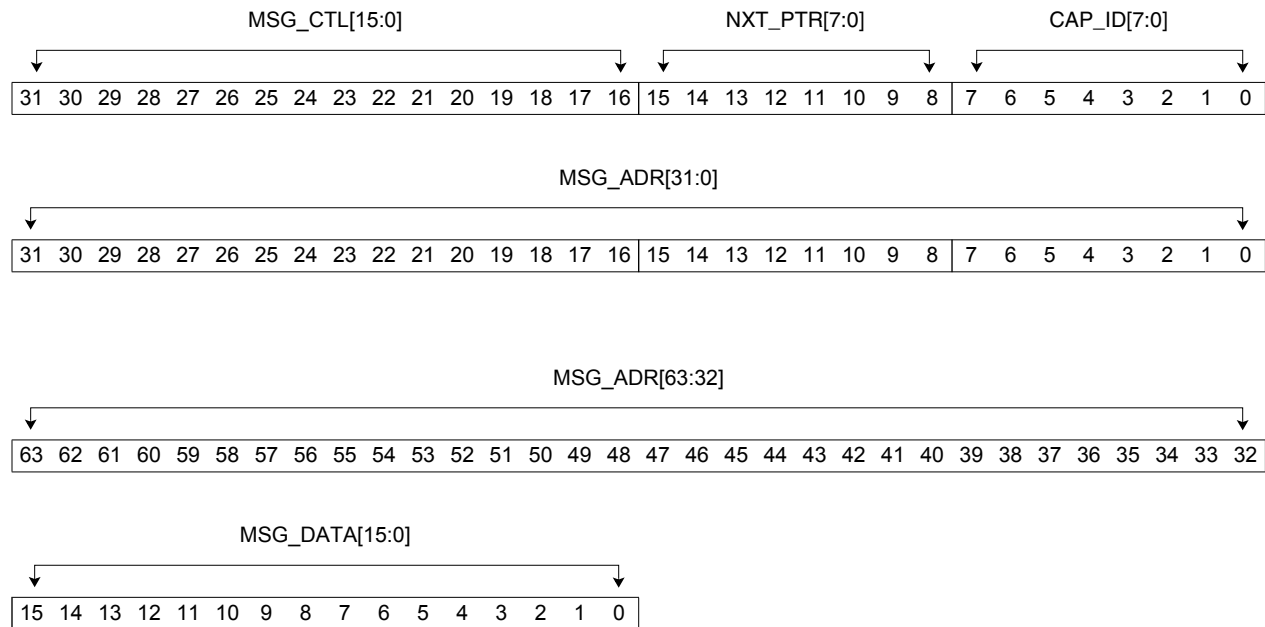 MSG_CTL[15:0] NXT_PTR[7:0] CAP_ID[7:0]
31 30 29 28 27 26 25 24 23 22 21 20 19 18 17 16 15 14 13 12 11 10 9 8 7 6 5 4 3 2 1 0
MSG_ADR[31:0]
31 30 29 28 27 26 25 24 23 22 21 20 19 18 17 16 15 14 13 12 11 10 9 8 7 6 5 4 3 2 1 0
MSG_ADR[63:32]
63 62 61 60 59 58 57 56 55 54 53 52 51 50 49 48 47 46 45 44 43 42 41 40 39 38 37 36 35 34 33 32
MSG_DATA[15:0]
15 14 13 12 11 10 9 8 7 6 5 4 3 2 1 0